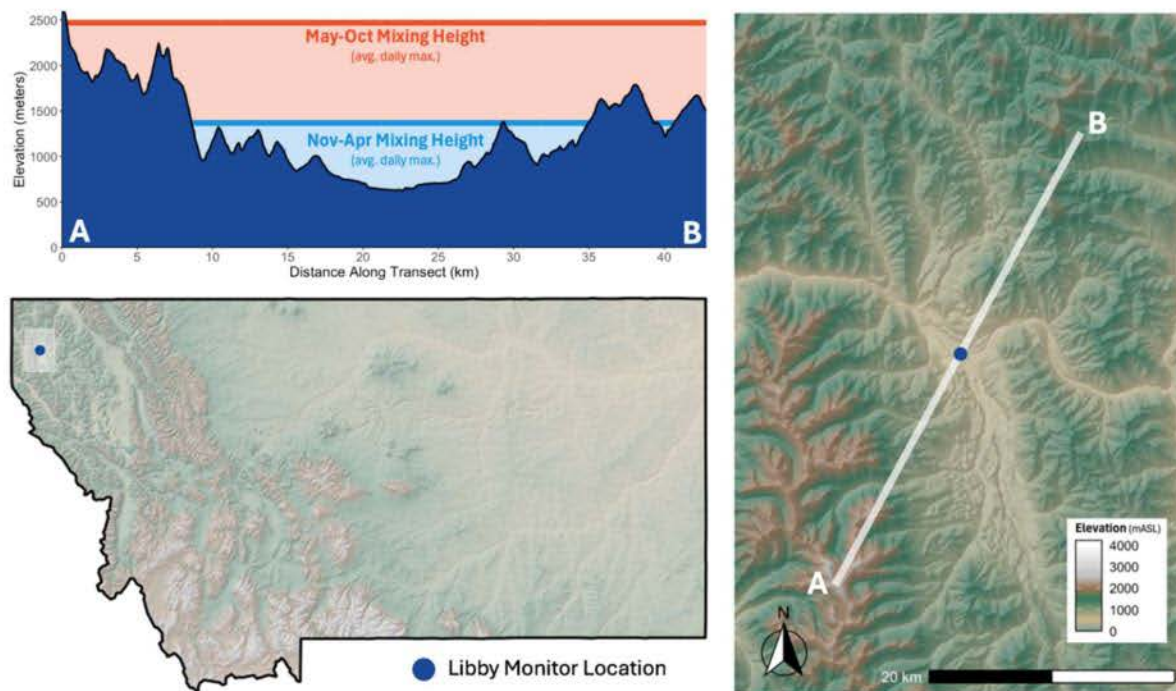 2500
2000
1500
1000
500
0
Elevation (meters)
May-Oct Mixing Height
(avg. daily max.)
Nov-Apr Mixing Height
(avg. daily max.)
A
B
0
5
10
15
20
25
30
35
40
Distance Along Transect (km)
Libby Monitor Location
B
A
N
Elevation (mASL)
4000
3000
2000
1000
0
20 km